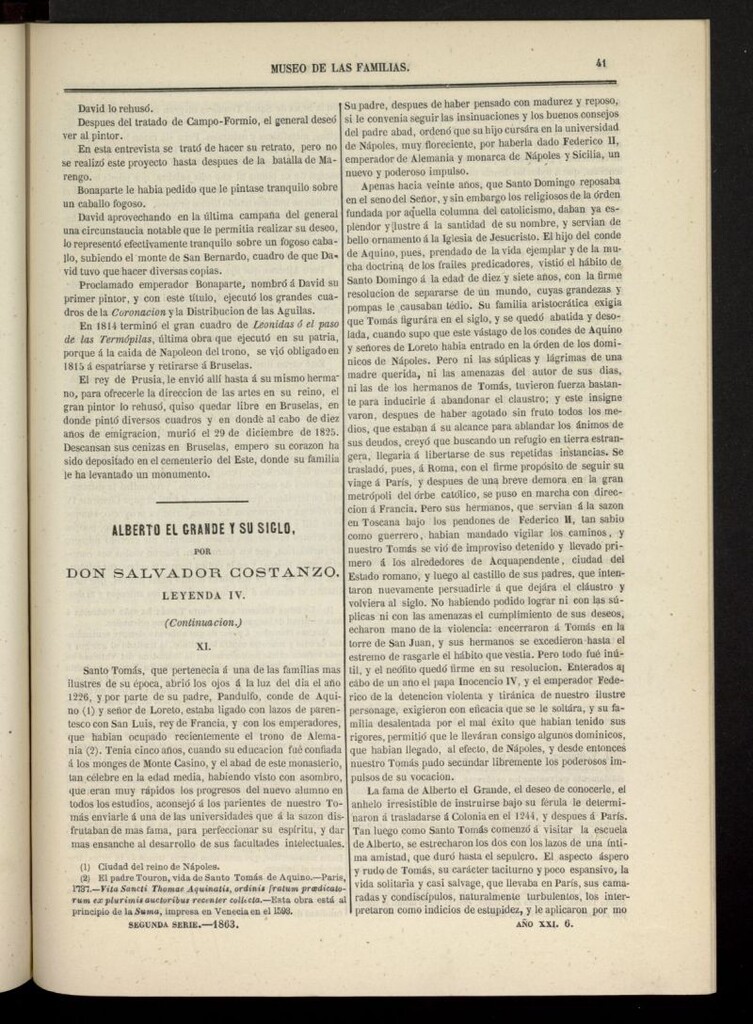 MUSEO DE LAS FAMILIAS.
41
David lo rehusó.
Despues del tratado de Campo-Formio, el general deseó
ver al pintor.
En esta entrevista se trató de hacer su retrato, pero no
se realizó este proyecto hasta despues de la batalla de Ma-
rengo.
Bonaparte le habia pedido que le pintase tranquilo sobre
un caballo fogoso.
David aprovechando en la última campaña del general
una circunstaucia notable que le permitia realizar su deseo,
lo representó efectivamente tranquilo sobre un fogoso caba-
llo, subiendo el monte de San Bernardo, cuadro de que Da-
vid tuvo que hacer diversas copias.
Proclamado emperador Bonaparte, nombró á David su
primer pintor, y con este título, ejecutó los grandes cua-
dros de la Coronacion y la Distribucion de las Aguilas.
En 1814 terminó el gran cuadro de Leonidas ó el paso
de las Termópilas, última obra que ejecutó en su patria,
porque á la caida de Napoleon del trono, se vió obligado en
1815 á espatriarse y retirarse á Bruselas.
El rey de Prusia, le envió allí hasta á su mismo herma-
no, para ofrecerle la direccion de las artes en su reino, el
gran pintor lo rehusó, quiso quedar libre en Bruselas, en
donde pintó diversos cuadros y en donde al cabo de diez
años de emigracion, murió el 29 de diciembre de 1825.
Descansan sus cenizas en Bruselas, empero su corazon ha
sido depositado en el cementerio del Este, donde su familia
le ha levantado un monumento.
ALBERTO EL GRANDE Y SU SIGLO,
POR
DON SALVADOR COSTANZO.
LEYENDA IV.
(Continuacion.)
XI.
Santo Tomás, que pertenecia á una de las familias mas
ilustres de su época, abrió los ojos á la luz del dia el año
1226, y por parte de su padre, Pandulfo, conde de Aqui-
no (1) y señor de Loreto, estaba ligado con lazos de paren-
tesco con San Luis, rey de Francia, y con los emperadores,
que habian ocupado recientemente el trono de Alema-
nia (2). Tenia cinco años, cuando su educacion fué confiada
á los monges de Monte Casino, y el abad de este monasterio,
tan célebre en la edad media, habiendo visto con asombro,
que eran muy rápidos los progresos del nuevo alumno en
todos los estudios, aconsejó á los parientes de nuestro To-
más enviarle á una de las universidades que á la sazon dis-
frutaban de mas fama, para perfeccionar su espíritu, y dar
mas ensanche al desarrollo de sus facultades intelectuales.
(1) Ciudad del reino de Nápoles.
(2) El padre Touron, vida de Santo Tomás de Aquino.—Paris,
1737.—Vita Sancti Thomae Aquinatis, ordinis fratum prædicato-
rum ex plurimis auctoribus recenter collecta.—Esta obra está al
principio de la Suma, impresa en Venecia en el 1593.
SEGUNDA SERIE.—1863.
Su padre, despues de haber pensado con madurez y reposo,
si le convenia seguir las insinuaciones y los buenos consejos
del padre abad, ordenó que su hijo cursára en la universidad
de Nápoles, muy floreciente, por haberla dado Federico II,
emperador de Alemania y monarca de Nápoles y Sicilia, un
nuevo y poderoso impulso.
Apenas hacia veinte años, que Santo Domingo reposaba
en el seno del Señor, y sin embargo los religiosos de la órden
fundada por aquella columna del catolicismo, daban ya es-
plendor y lustre á la santidad de su nombre, y servian de
bello ornamento á la Iglesia de Jesucristo. El hijo del conde
de Aquino, pues, prendado de la vida ejemplar y de la mu-
cha doctrina de los frailes predicadores, vistió el hábito de
Santo Domingo á la edad de diez y siete años, con la firme
resolucion de separarse de un mundo, cuyas grandezas y
pompas le causaban tédio. Su familia aristocrática exigia
que Tomás figurára en el siglo, y se quedó abatida y deso-
lada, cuando supo que este vástago de los condes de Aquino
y señores de Loreto habia entrado en la órden de los domi-
nicos de Nápoles. Pero ni las súplicas y lágrimas de una
madre querida, ni las amenazas del autor de sus dias,
ni las de los hermanos de Tomás, tuvieron fuerza bastan-
te para inducirle á abandonar el claustro; y este insigne
varon, despues de haber agotado sin fruto todos los me-
dios, que estaban á su alcance para ablandar los ánimos de
sus deudos, creyó que buscando un refugio en tierra estran-
gera, llegaria á libertarse de sus repetidas instancias. Se
trasladó, pues, á Roma, con el firme propósito de seguir su
viage á París, y despues de una breve demora en la gran
metrópoli del órbe católico, se puso en marcha con direc-
cion á Francia. Pero sus hermanos, que servian á la sazon
en Toscana bajo los pendones de Federico II, tan sabio
como guerrero, habian mandado vigilar los caminos, y
nuestro Tomás se vió de improviso detenido y llevado pri-
mero á los alrededores de Acquapendente, ciudad del
Estado romano, y luego al castillo de sus padres, que inten-
taron nuevamente persuadirle á que dejára el cláustro y
volviera al siglo. No habiendo podido lograr ni con las sú-
plicas ni con las amenazas el cumplimiento de sus deseos,
echaron mano de la violencia: encerraron á Tomás en la
torre de San Juan, y sus hermanos se excedieron hasta el
estremo de rasgarle el hábito que vestia. Pero todo fué inú-
til, y el neófito quedó firme en su resolucion. Enterados al
cabo de un año el papa Inocencio IV, y el emperador Fede-
rico de la detencion violenta y tiránica de nuestro ilustre
personage, exigieron con eficacia que se le soltára, y su fa-
milia desalentada por el mal éxito que habian tenido sus
rigores, permitió que le lleváran consigo algunos dominicos,
que habian llegado, al efecto, de Nápoles, y desde entonces
nuestro Tomás pudo secundar libremente los poderosos im-
pulsos de su vocacion.
La fama de Alberto el Grande, el deseo de conocerle, el
anhelo irresistible de instruirse bajo su férula le determina-
ron á trasladarse á Colonia en el 1244, y despues á París.
Tan luego como Santo Tomás comenzó á visitar la escuela
de Alberto, se estrecharon los dos con los lazos de una ínti-
ma amistad, que duró hasta el sepulcro. El aspecto áspero
y rudo de Tomás, su carácter taciturno y poco espansivo, la
vida solitaria y casi salvage, que llevaba en París, sus cama-
radas y condiscípulos, naturalmente turbulentos, los inter-
pretaron como indicios de estupidez, y le aplicaron por mo
AÑO XXI. 6.